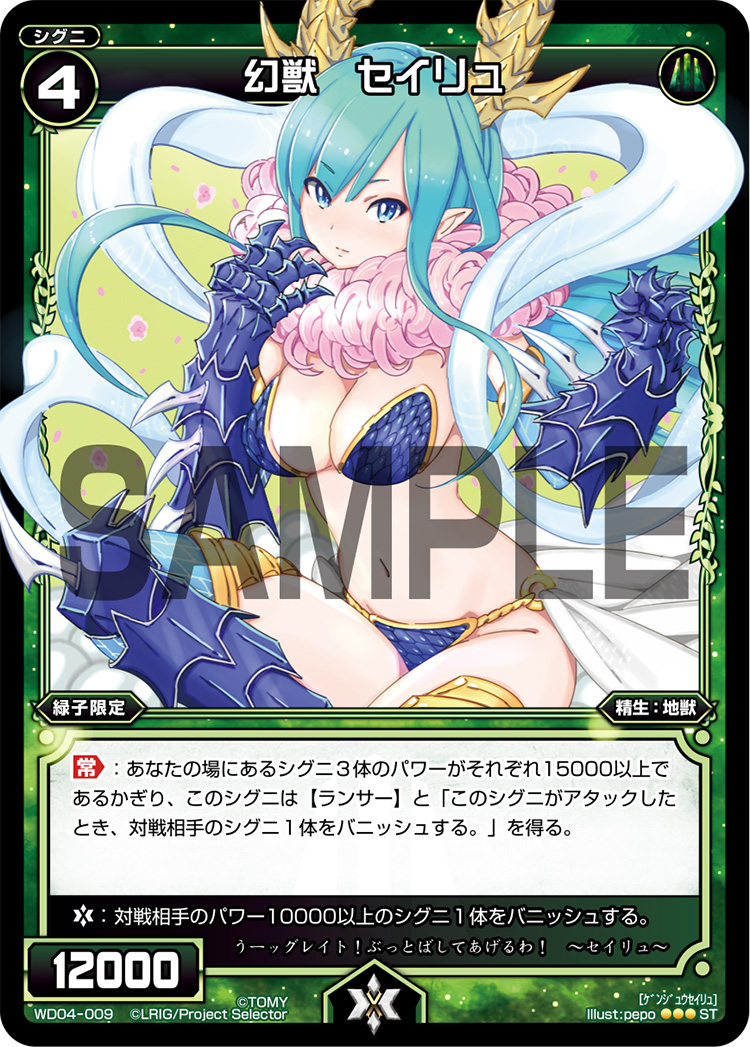 シグニ
4
幻獣　セイリュ
SAMPLE
緑子限定
精生：地獣
常：あなたの場にあるシグニ３体のパワーがそれぞれ15000以上で
あるかぎり、このシグニは【ランサー】と「このシグニがアタックした
とき、対戦相手のシグニ１体をバニッシュする。」を得る。
：対戦相手のパワー10000以上のシグニ１体をバニッシュする。
うーッグレイト！ぶっとばしてあげるわ！　～セイリュ～
12000
[ｹﾞﾝｼﾞｭｳｾｲﾘｭ]
WD04-009 ©LRIG/Project Selector ©TOMY
Illust:pepo ST